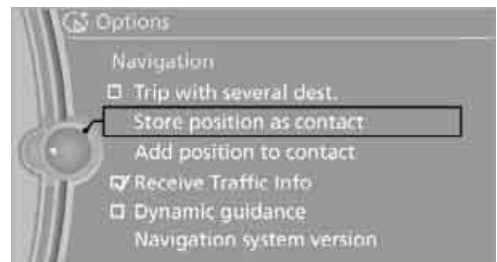 Options
Navigation
Trip with several dest.
Store position as contact
Add position to contact
Receive Traffic Info
Dynamic guidance
Navigation system version